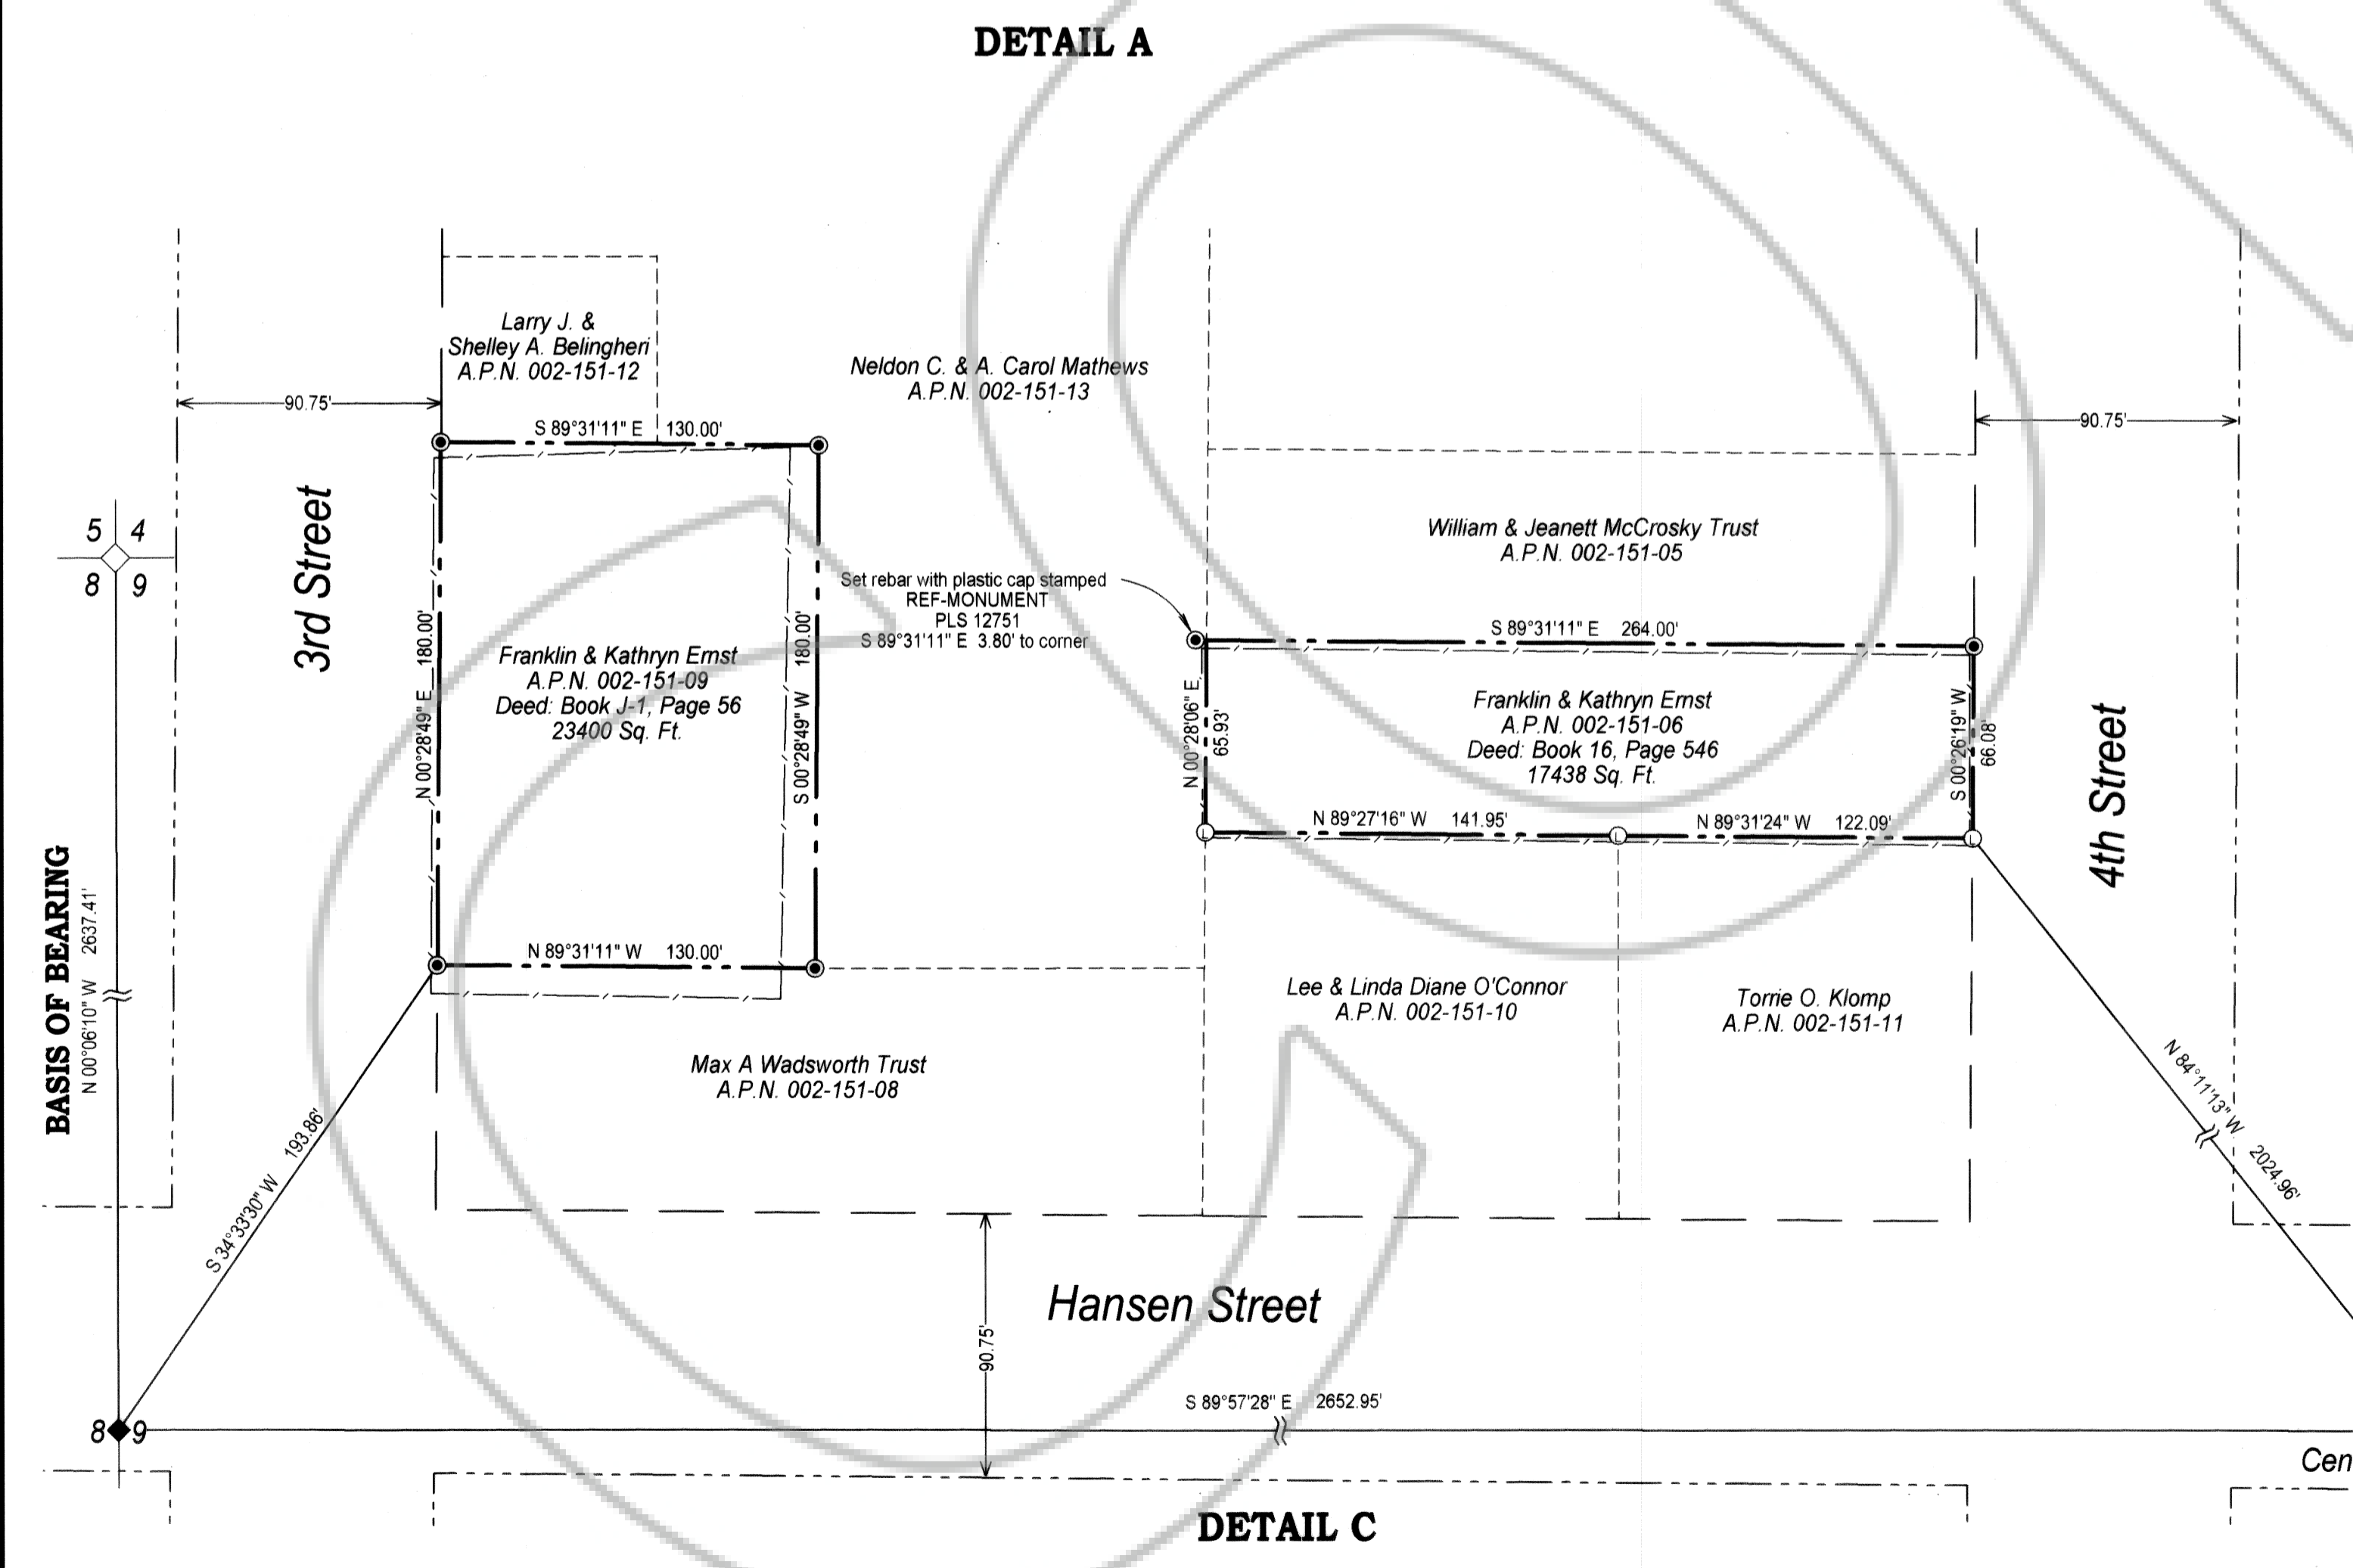 DETAIL A
Larry J. &
Shelley A. Belingheri
A.P.N. 002-151-12
Neldon C. & A. Carol Mathews
A.P.N. 002-151-13
90.75'
90.75'
S 89°31'11" E 130.00'
3rd Street
5 4
8 9
William & Jeanett McCrosky Trust
A.P.N. 002-151-05
Set rebar with plastic cap stamped
REF-MONUMENT
PLS 12751
S 89°31'11" E 3.80' to corner
S 89°31'11" E 264.00'
N 00°28'49" E 180.00'
Franklin & Kathryn Ernst
A.P.N. 002-151-09
Deed: Book J-1, Page 56
23400 Sq. Ft.
S 00°28'49" W 180.00'
N 00°28'06" E
65.93'
Franklin & Kathryn Ernst
A.P.N. 002-151-06
Deed: Book 16, Page 546
17438 Sq. Ft.
S 00°26'19" W
66.08'
4th Street
N 89°27'16" W 141.95'
N 89°31'24" W 122.09'
BASIS OF BEARING
N 00°06'10" W 2637.41'
N 89°31'11" W 130.00'
Lee & Linda Diane O'Connor
A.P.N. 002-151-10
Torrie O. Klomp
A.P.N. 002-151-11
Max A Wadsworth Trust
A.P.N. 002-151-08
S 34°33'30" W 193.86'
N 84°11'13" W 2024.96'
Hansen Street
90.75'
S 89°57'28" E 2652.95'
8 9
Cen
DETAIL C